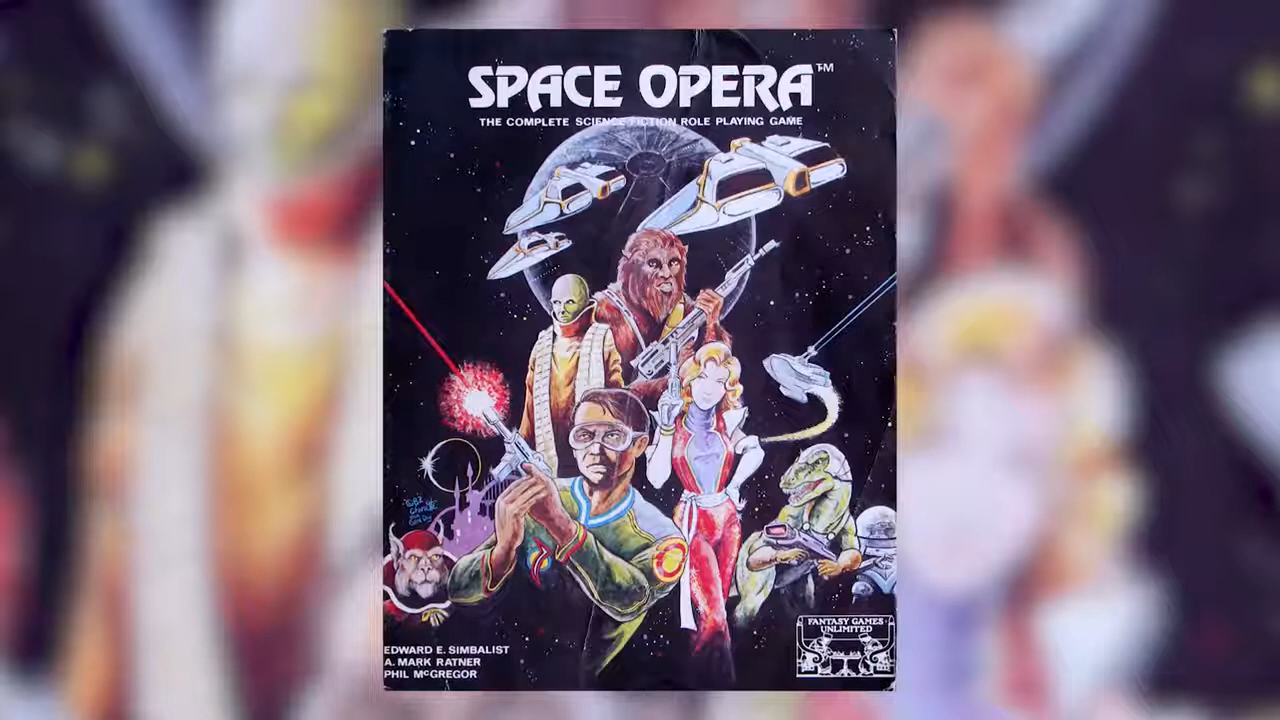 SPACE OPERA™
THE COMPLETE SCIENCE FICTION ROLE PLAYING GAME
EDWARD E. SIMBALIST
A. MARK RATNER
PHIL McGREGOR
FANTASY GAMES
UNLIMITED